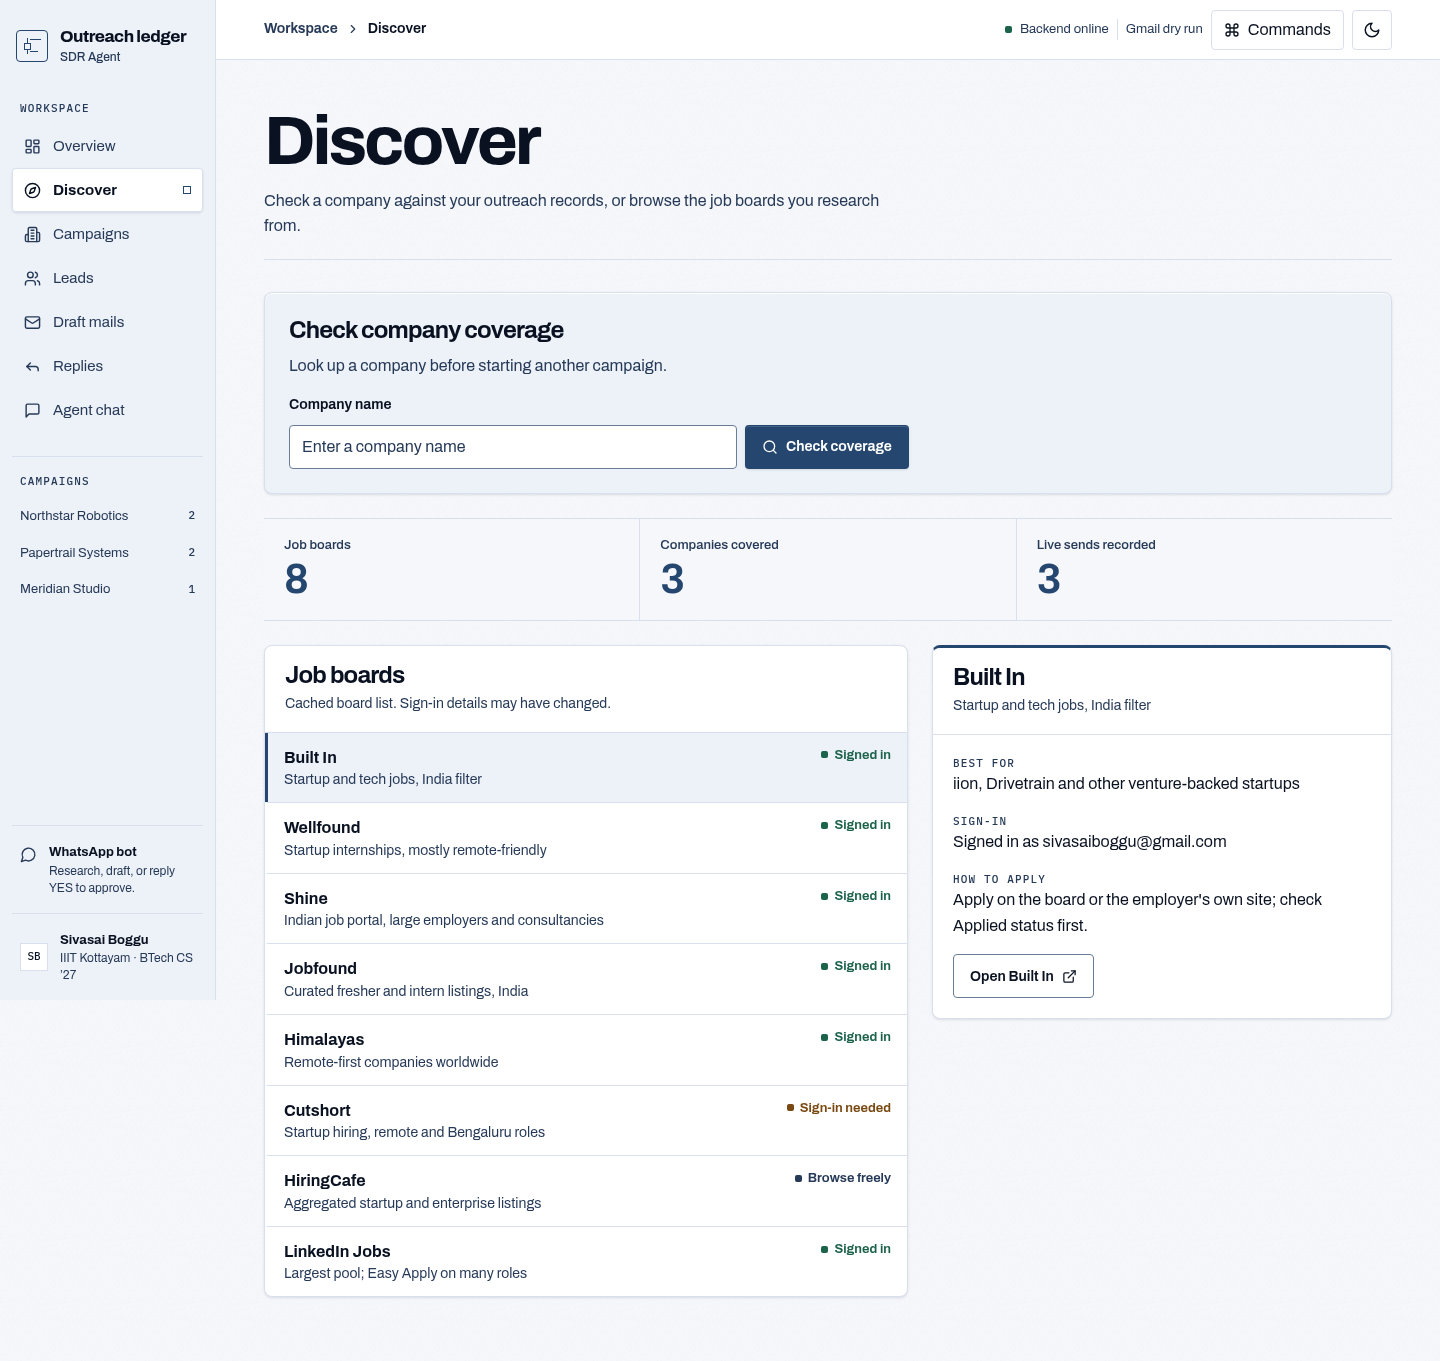 Outreach ledger
SDR Agent
WORKSPACE
Overview
Discover
Campaigns
Leads
Draft mails
Replies
Agent chat
CAMPAIGNS
Northstar Robotics 2
Papertrail Systems 2
Meridian Studio 1
WhatsApp bot
Research, draft, or reply
YES to approve.
SB
Sivasai Boggu
IIIT Kottayam · BTech CS
'27
Workspace > Discover
Backend online
Gmail dry run
⌘ Commands
Discover
Check a company against your outreach records, or browse the job boards you research
from.
Check company coverage
Look up a company before starting another campaign.
Company name
Enter a company name
Check coverage
Job boards
8
Companies covered
3
Live sends recorded
3
Job boards
Cached board list. Sign-in details may have changed.
Built In
Signed in
Startup and tech jobs, India filter
Wellfound
Signed in
Startup internships, mostly remote-friendly
Shine
Signed in
Indian job portal, large employers and consultancies
Jobfound
Signed in
Curated fresher and intern listings, India
Himalayas
Signed in
Remote-first companies worldwide
Cutshort
Sign-in needed
Startup hiring, remote and Bengaluru roles
HiringCafe
Browse freely
Aggregated startup and enterprise listings
LinkedIn Jobs
Signed in
Largest pool; Easy Apply on many roles
Built In
Startup and tech jobs, India filter
BEST FOR
iion, Drivetrain and other venture-backed startups
SIGN-IN
Signed in as sivasaiboggu@gmail.com
HOW TO APPLY
Apply on the board or the employer's own site; check
Applied status first.
Open Built In